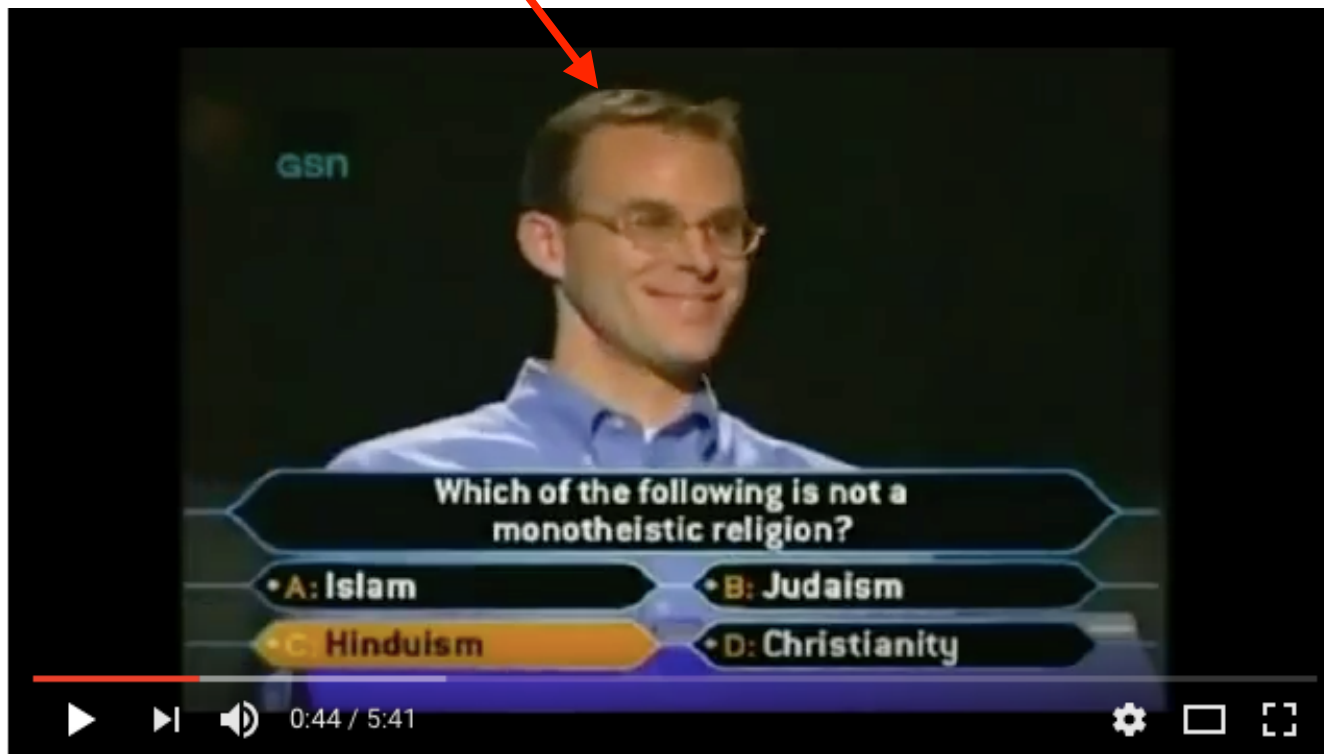 GSN
Which of the following is not a
monotheistic religion?
A: Islam
B: Judaism
C: Hinduism
D: Christianity
0:44 / 5:41